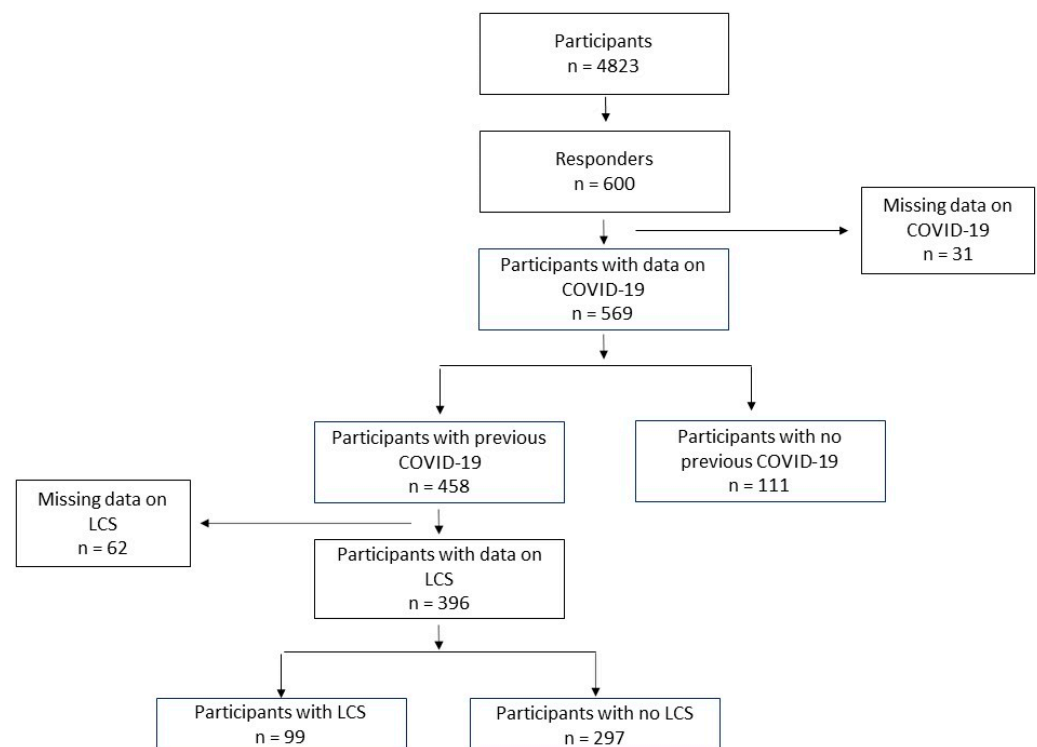 Participants
n = 4823
Responders
n = 600
Missing data on
COVID-19
n = 31
Participants with data on
COVID-19
n = 569
Participants with previous
COVID-19
n = 458
Participants with no
previous COVID-19
n = 111
Missing data on
LCS
n = 62
Participants with data on
LCS
n = 396
Participants with LCS
n = 99
Participants with no LCS
n = 297